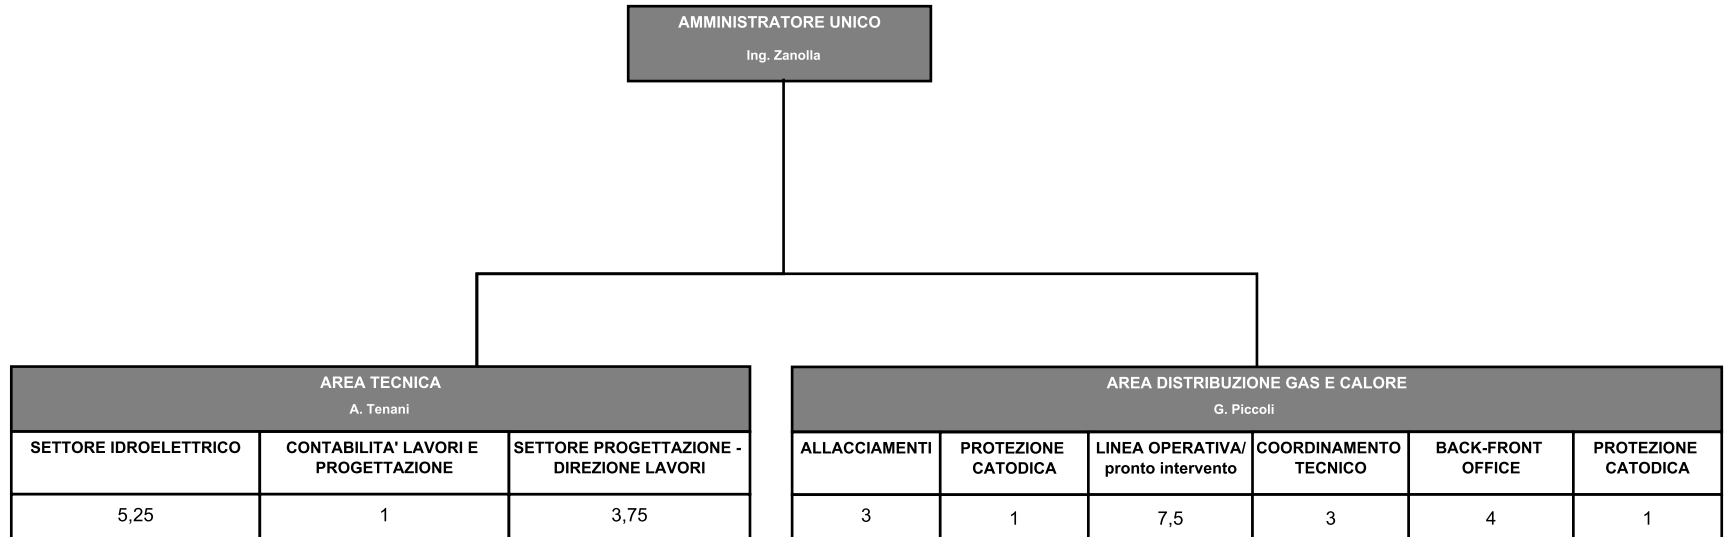 AMMINISTRATORE UNICO
Ing. Zanolla
AREA TECNICA
A. Tenani
SETTORE IDROELETTRICO
CONTABILITA' LAVORI E
PROGETTAZIONE
SETTORE PROGETTAZIONE -
DIREZIONE LAVORI
5,25
1
3,75
AREA DISTRIBUZIONE GAS E CALORE
G. Piccoli
ALLACCIAMENTI
PROTEZIONE
CATODICA
LINEA OPERATIVA/
pronto intervento
COORDINAMENTO
TECNICO
BACK-FRONT
OFFICE
PROTEZIONE
CATODICA
3
1
7,5
3
4
1